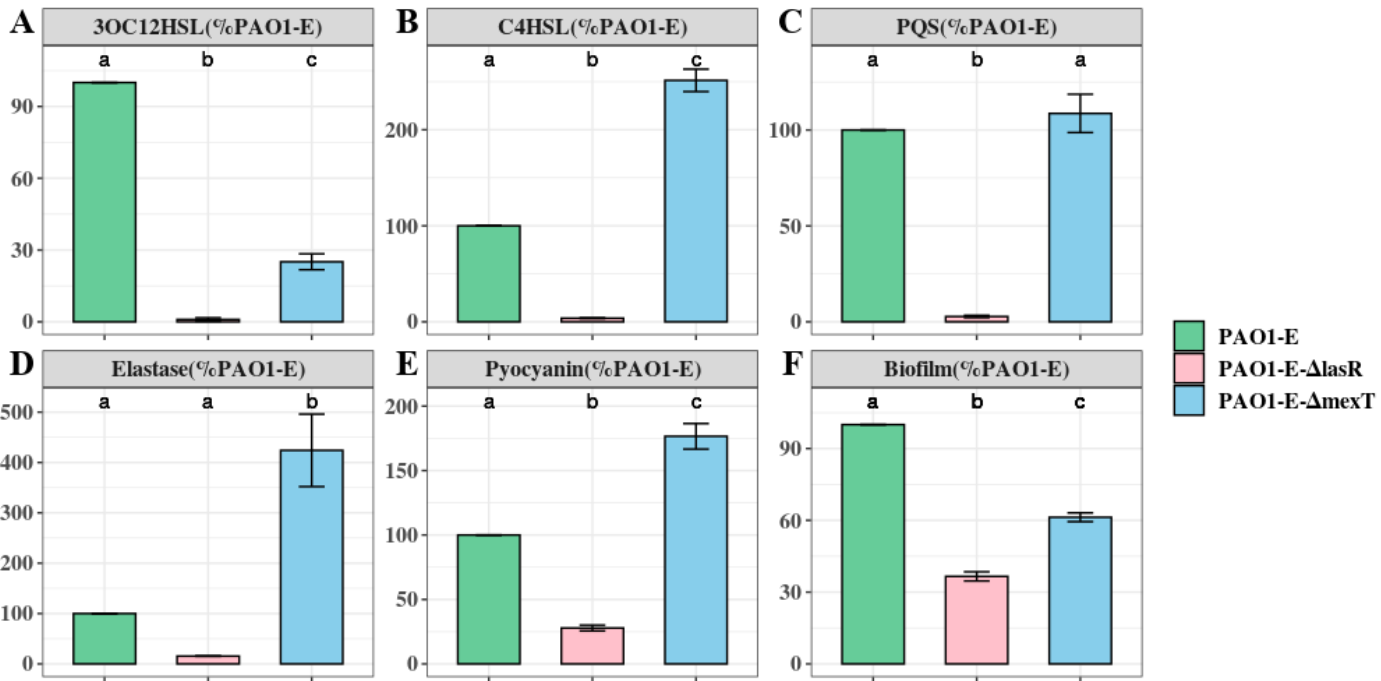 A 3OC12HSL(%PAO1-E)
a b c
90
60
30
0
B C4HSL(%PAO1-E)
a b c
200
100
0
C PQS(%PAO1-E)
a b a
100
50
0
D Elastase(%PAO1-E)
a a b
500
400
300
200
100
0
E Pyocyanin(%PAO1-E)
a b c
200
150
100
50
0
F Biofilm(%PAO1-E)
a b c
90
60
30
0
PAO1-E
PAO1-E-ΔlasR
PAO1-E-ΔmexT